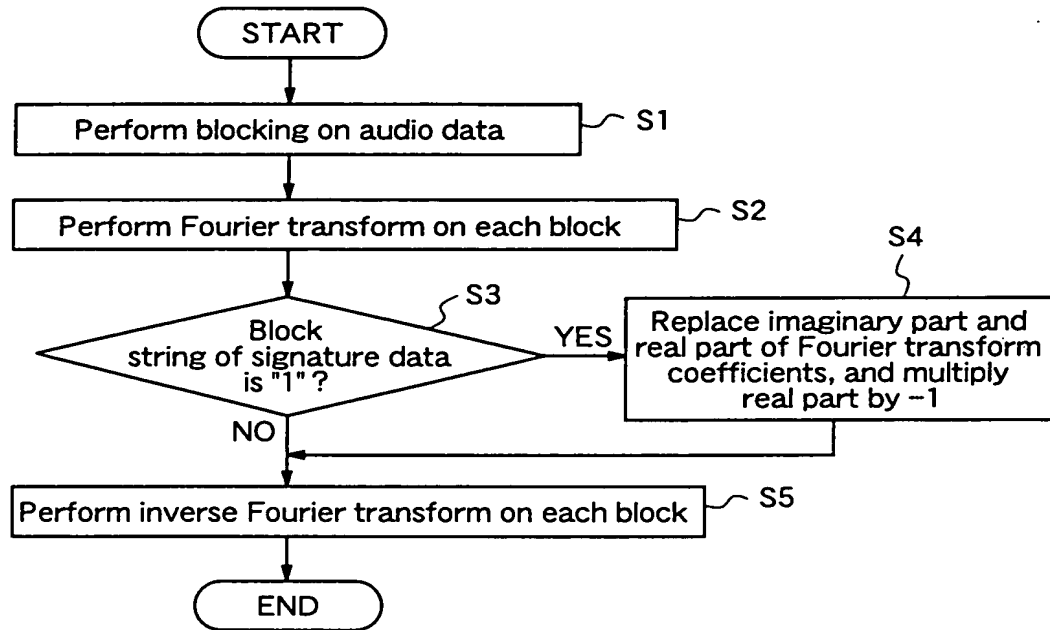 START
Perform blocking on audio data
S1
Perform Fourier transform on each block
S2
S3
Block
string of signature data
is "1" ?
YES
S4
Replace imaginary part and
real part of Fourier transform
coefficients, and multiply
real part by -1
NO
Perform inverse Fourier transform on each block
S5
END